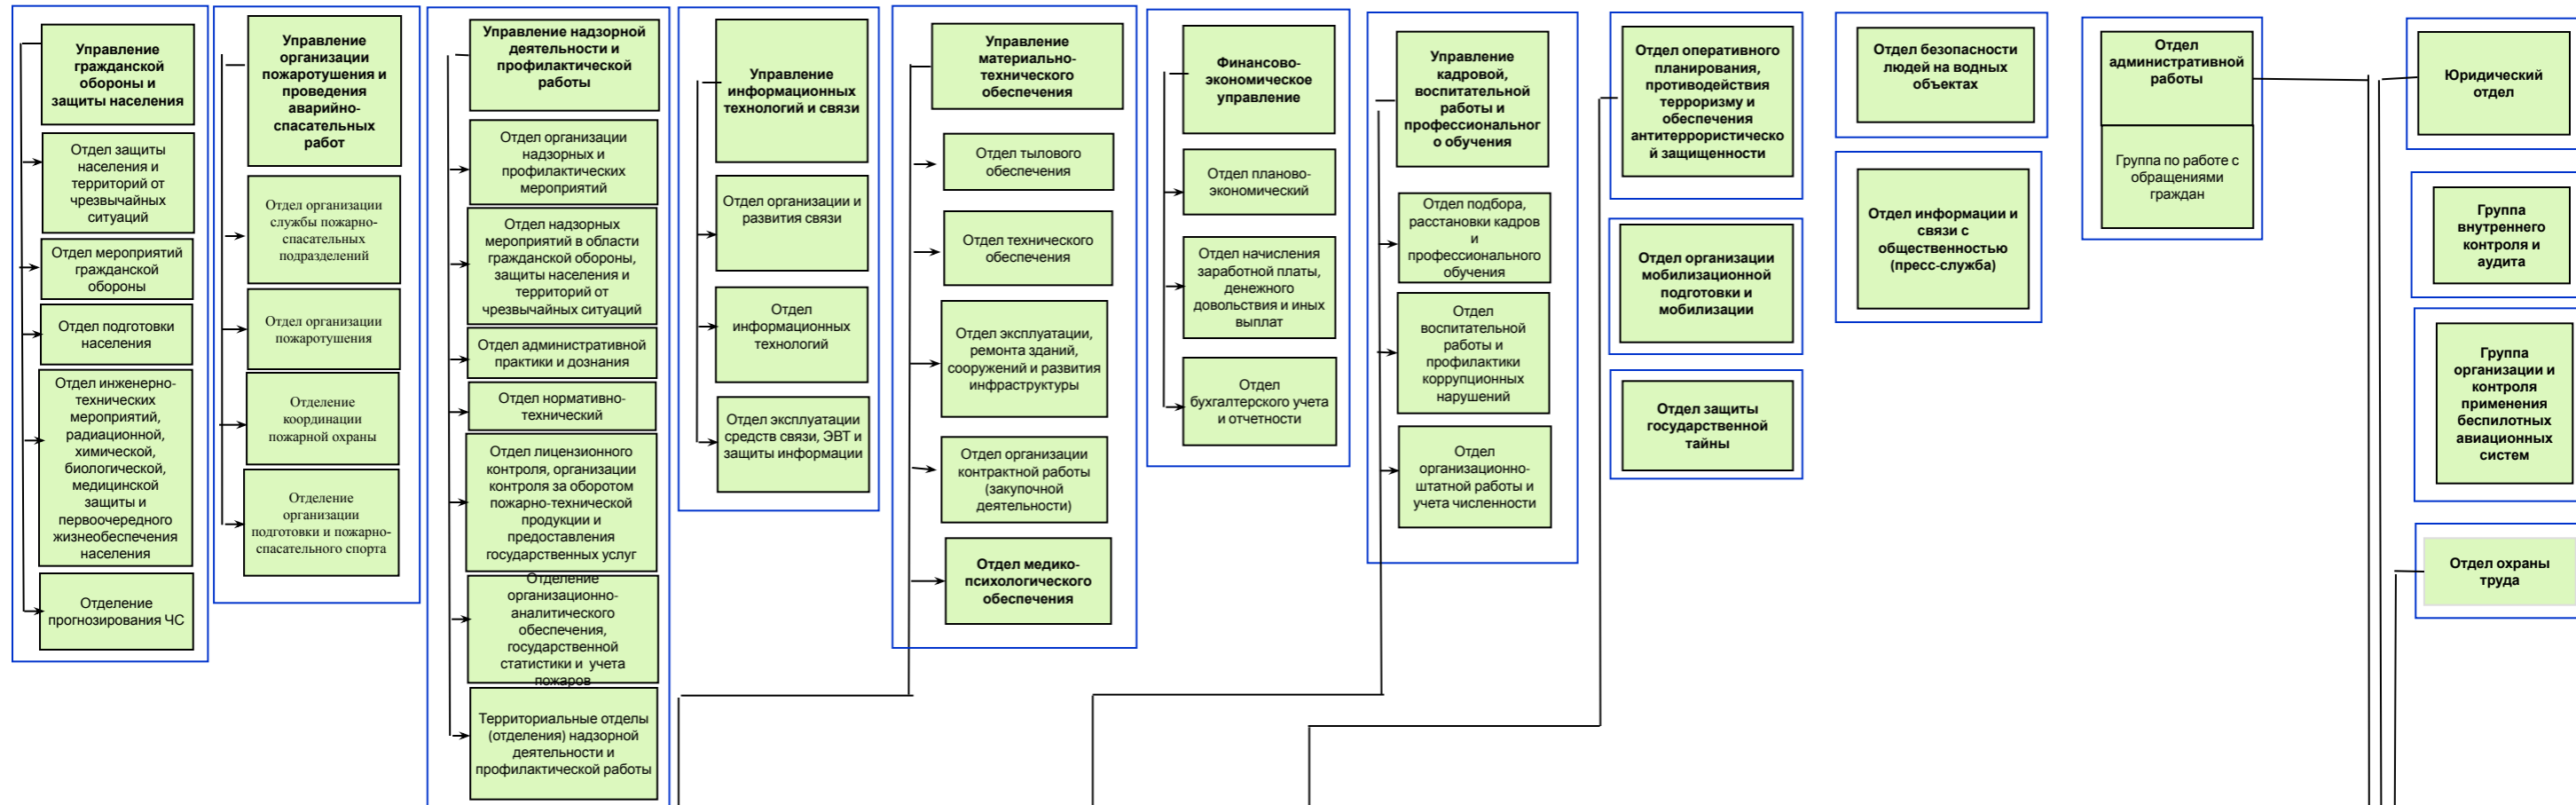 Управление
гражданской
обороны и
защиты населения
Отдел защиты
населения и
территорий от
чрезвычайных
ситуаций
Отдел мероприятий
гражданской
обороны
Отдел подготовки
населения
Отдел инженерно-
технических
мероприятий,
радиационной,
химической,
биологической,
медицинской
защиты и
первоочередного
жизнеобеспечения
населения
Отделение
прогнозирования ЧС
Управление
организации
пожаротушения и
проведения
аварийно-
спасательных
работ
Отдел организации
службы пожарно-
спасательных
подразделений
Отдел организации
пожаротушения
Отделение
координации
пожарной охраны
Отделение
организации
подготовки и пожарно-
спасательного спорта
Управление надзорной
деятельности и
профилактической
работы
Отдел организации
надзорных и
профилактических
мероприятий
Отдел надзорных
мероприятий в области
гражданской обороны,
защиты населения и
территорий от
чрезвычайных ситуаций
Отдел административной
практики и дознания
Отдел нормативно-
технический
Отдел лицензионного
контроля, организации
контроля за оборотом
пожарно-технической
продукции и
предоставления
государственных услуг
Отделение
организационно-
аналитического
обеспечения,
государственной
статистики и учета
пожаров
Территориальные отделы
(отделения) надзорной
деятельности и
профилактической работы
Управление
информационных
технологий и связи
Отдел организации и
развития связи
Отдел
информационных
технологий
Отдел эксплуатации
средств связи, ЭВТ и
защиты информации
Управление
материально-
технического
обеспечения
Отдел тылового
обеспечения
Отдел технического
обеспечения
Отдел эксплуатации,
ремонта зданий,
сооружений и развития
инфраструктуры
Отдел организации
контрактной работы
(закупочной
деятельности)
Отдел медико-
психологического
обеспечения
Финансово-
экономическое
управление
Отдел планово-
экономический
Отдел начисления
заработной платы,
денежного
довольствия и иных
выплат
Отдел
бухгалтерского учета
и отчетности
Управление
кадровой,
воспитательной
работы и
профессиональног
о обучения
Отдел подбора,
расстановки кадров
и
профессионального
обучения
Отдел
воспитательной
работы и
профилактики
коррупционных
нарушений
Отдел
организационно-
штатной работы и
учета численности
Отдел оперативного
планирования,
противодействия
терроризму и
обеспечения
антитеррористическо
й защищенности
Отдел организации
мобилизационной
подготовки и
мобилизации
Отдел защиты
государственной
тайны
Отдел безопасности
людей на водных
объектах
Отдел информации и
связи с
общественностью
(пресс-служба)
Отдел
административной
работы
Группа по работе с
обращениями
граждан
Юридический
отдел
Группа
внутреннего
контроля и
аудита
Группа
организации и
контроля
применения
беспилотных
авиационных
систем
Отдел охраны
труда